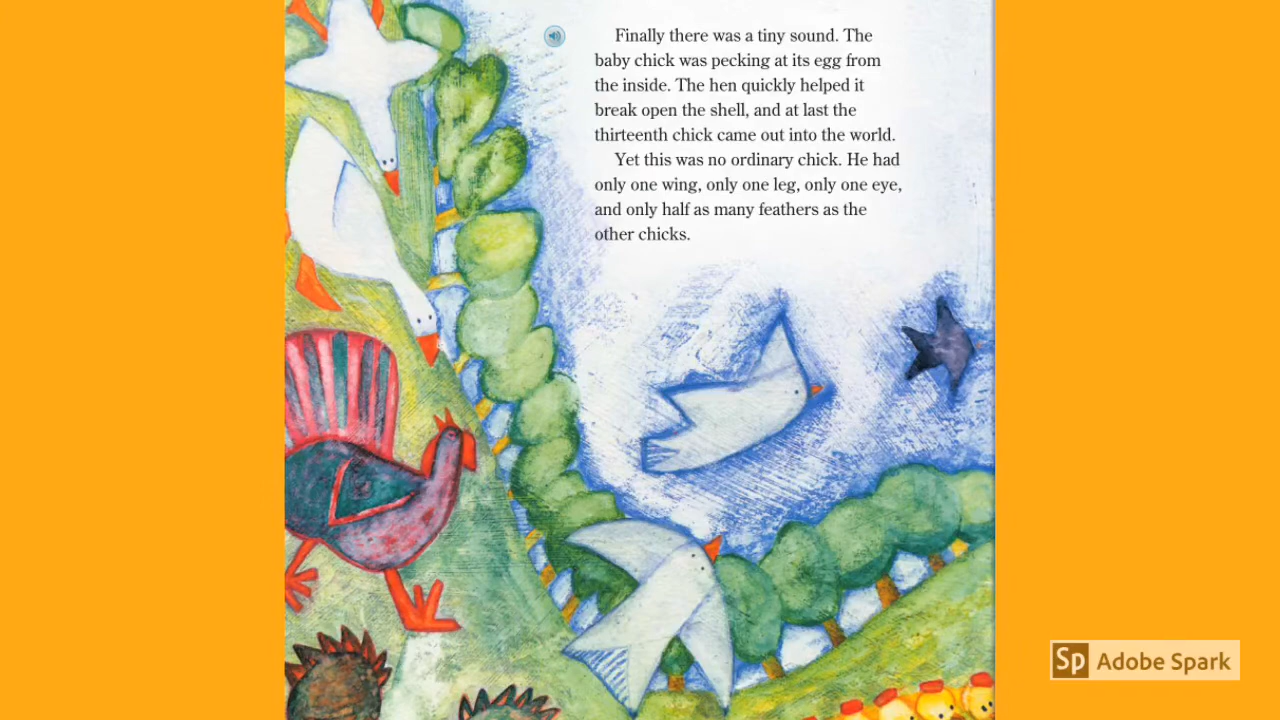 Finally there was a tiny sound. The
baby chick was pecking at its egg from
the inside. The hen quickly helped it
break open the shell, and at last the
thirteenth chick came out into the world.
Yet this was no ordinary chick. He had
only one wing, only one leg, only one eye,
and only half as many feathers as the
other chicks.
Sp Adobe Spark